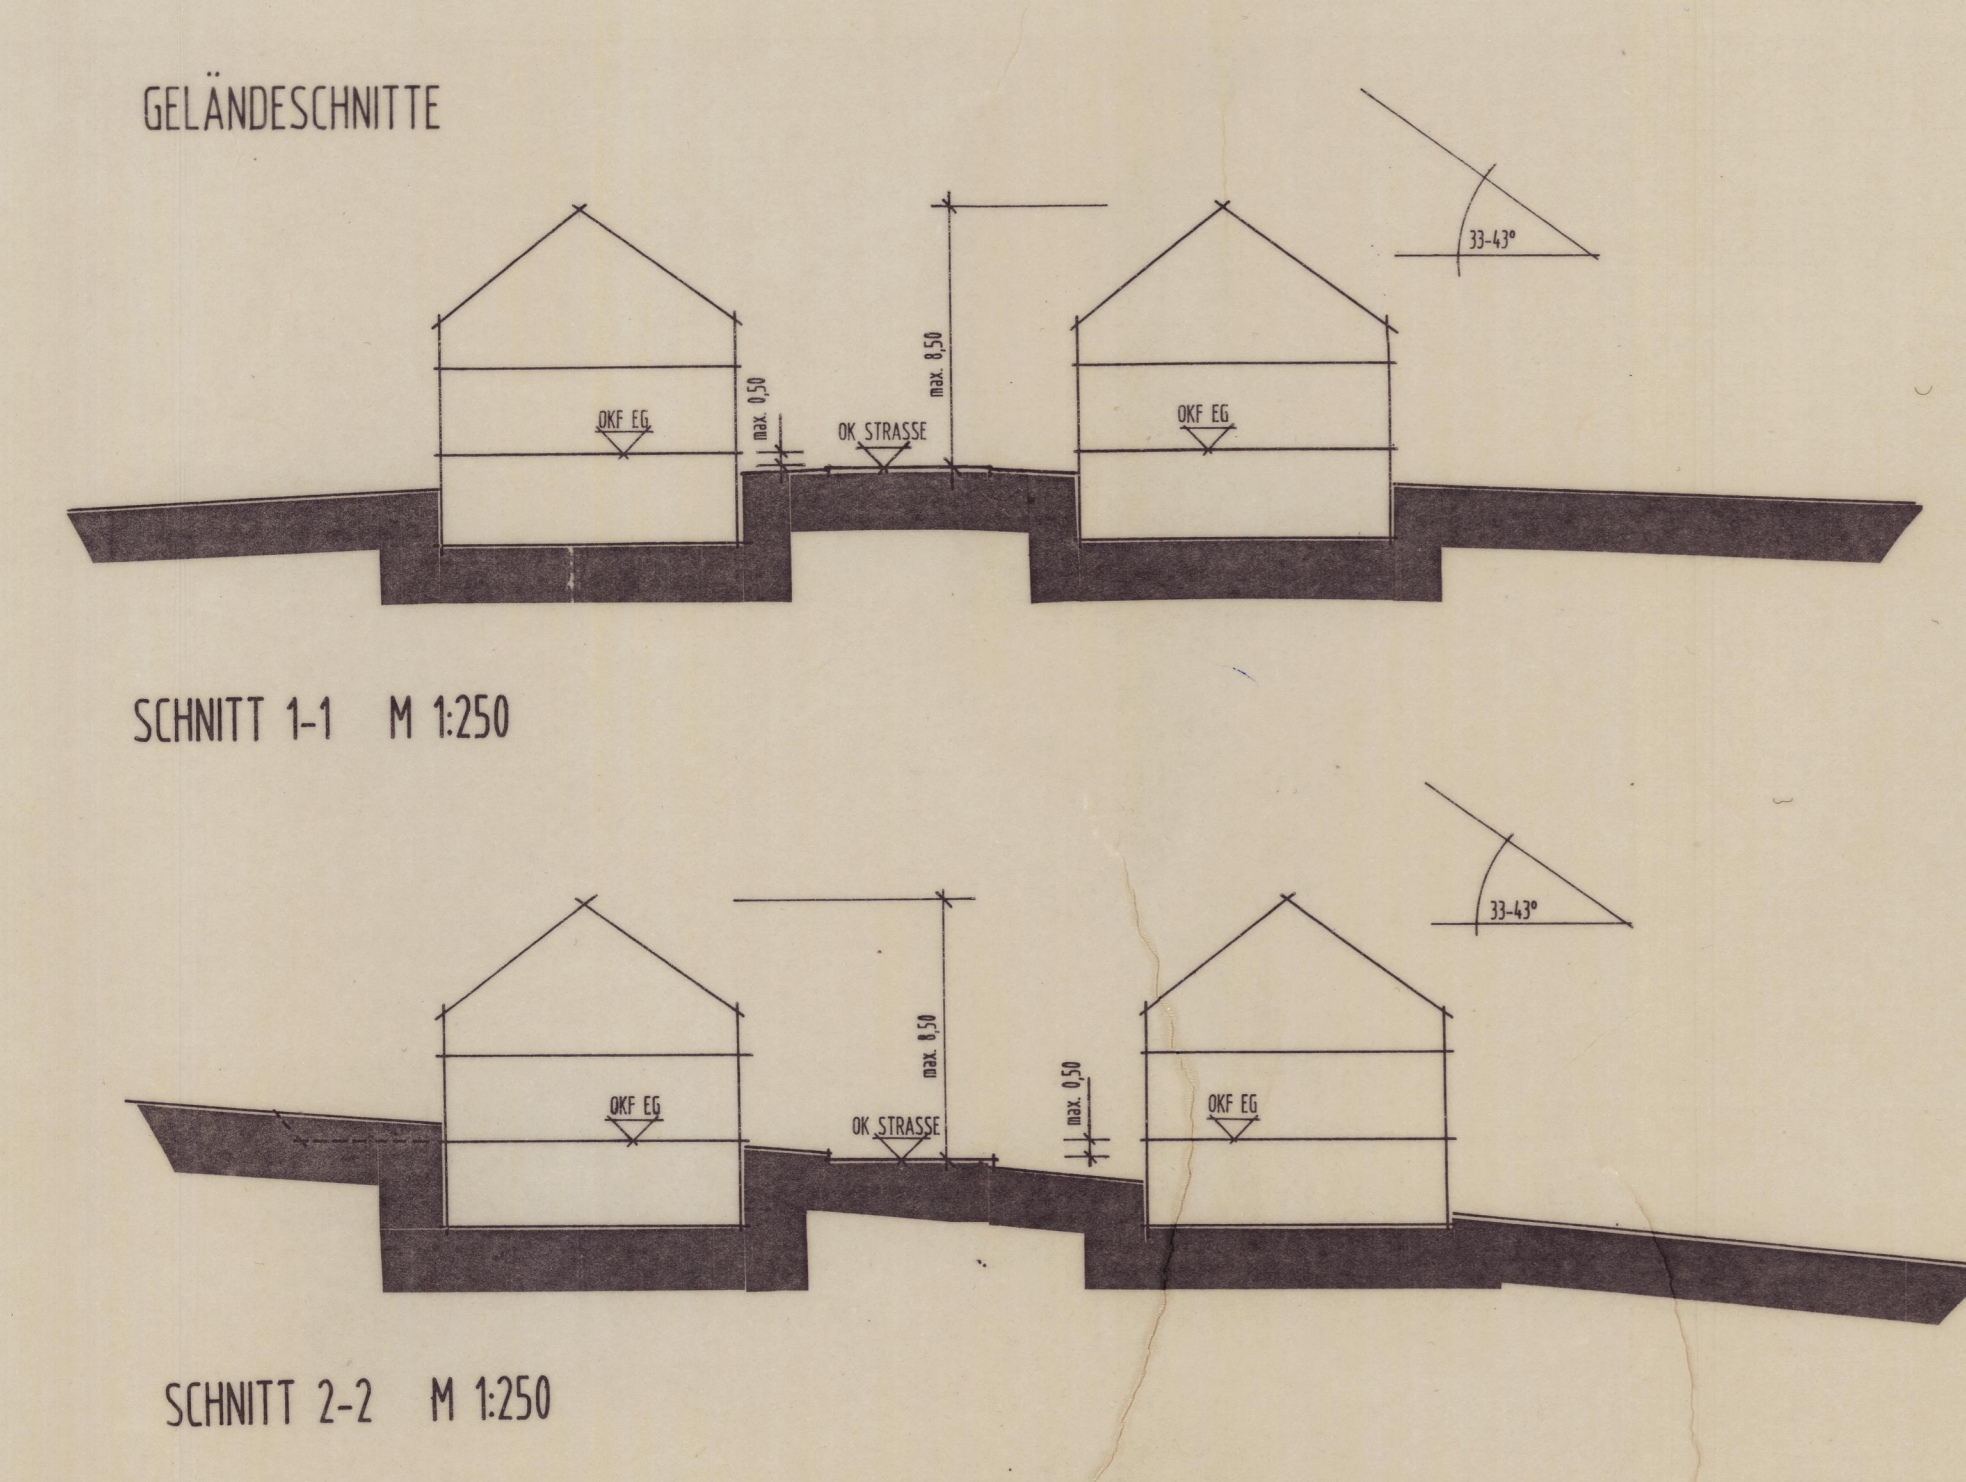 GELÄNDESCHNITTE
33-43°
max. 8,50
max. 0,50
OKF EG
OK STRASSE
OKF EG
SCHNITT 1-1 M 1:250
33-43°
max. 8,50
max. 0,50
OKF EG
OK STRASSE
OKF EG
SCHNITT 2-2 M 1:250